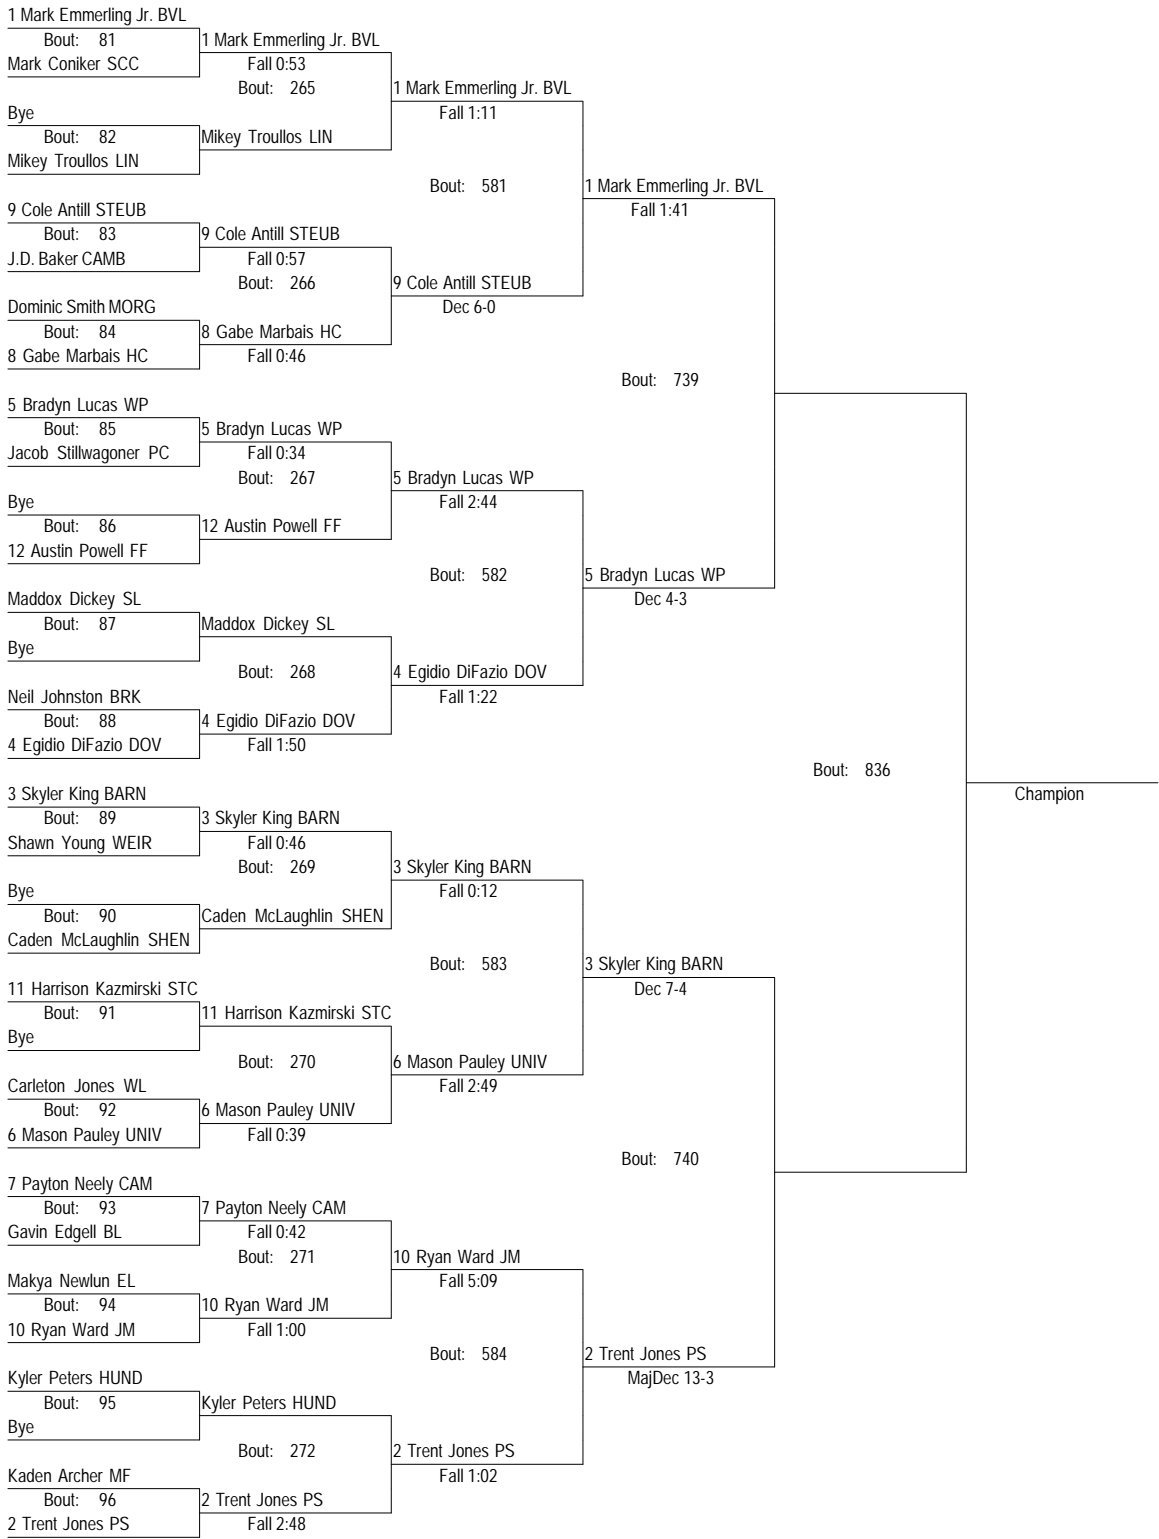 1 Mark Emmerling Jr. BVL
Bout: 81
1 Mark Emmerling Jr. BVL
Mark Coniker SCC
Fall 0:53
Bout: 265
1 Mark Emmerling Jr. BVL
Bye
Fall 1:11
Bout: 82
Mikey Troullos LIN
Mikey Troullos LIN
Bout: 581
1 Mark Emmerling Jr. BVL
9 Cole Antill STEUB
Fall 1:41
Bout: 83
9 Cole Antill STEUB
J.D. Baker CAMB
Fall 0:57
Bout: 266
9 Cole Antill STEUB
Dominic Smith MORG
Dec 6-0
Bout: 84
8 Gabe Marbais HC
8 Gabe Marbais HC
Fall 0:46
Bout: 739
5 Bradyn Lucas WP
Bout: 85
5 Bradyn Lucas WP
Jacob Stillwagoner PC
Fall 0:34
Bout: 267
5 Bradyn Lucas WP
Bye
Fall 2:44
Bout: 86
12 Austin Powell FF
12 Austin Powell FF
Bout: 582
5 Bradyn Lucas WP
Maddox Dickey SL
Dec 4-3
Bout: 87
Maddox Dickey SL
Bye
Bout: 268
4 Egidio DiFazio DOV
Neil Johnston BRK
Fall 1:22
Bout: 88
4 Egidio DiFazio DOV
4 Egidio DiFazio DOV
Fall 1:50
Bout: 836
3 Skyler King BARN
Champion
Bout: 89
3 Skyler King BARN
Shawn Young WEIR
Fall 0:46
Bout: 269
3 Skyler King BARN
Bye
Fall 0:12
Bout: 90
Caden McLaughlin SHEN
Caden McLaughlin SHEN
Bout: 583
3 Skyler King BARN
11 Harrison Kazmirski STC
Dec 7-4
Bout: 91
11 Harrison Kazmirski STC
Bye
Bout: 270
6 Mason Pauley UNIV
Carleton Jones WL
Fall 2:49
Bout: 92
6 Mason Pauley UNIV
6 Mason Pauley UNIV
Fall 0:39
Bout: 740
7 Payton Neely CAM
Bout: 93
7 Payton Neely CAM
Gavin Edgell BL
Fall 0:42
Bout: 271
10 Ryan Ward JM
Makya Newlun EL
Fall 5:09
Bout: 94
10 Ryan Ward JM
10 Ryan Ward JM
Fall 1:00
Bout: 584
2 Trent Jones PS
Kyler Peters HUND
MajDec 13-3
Bout: 95
Kyler Peters HUND
Bye
Bout: 272
2 Trent Jones PS
Kaden Archer MF
Fall 1:02
Bout: 96
2 Trent Jones PS
2 Trent Jones PS
Fall 2:48